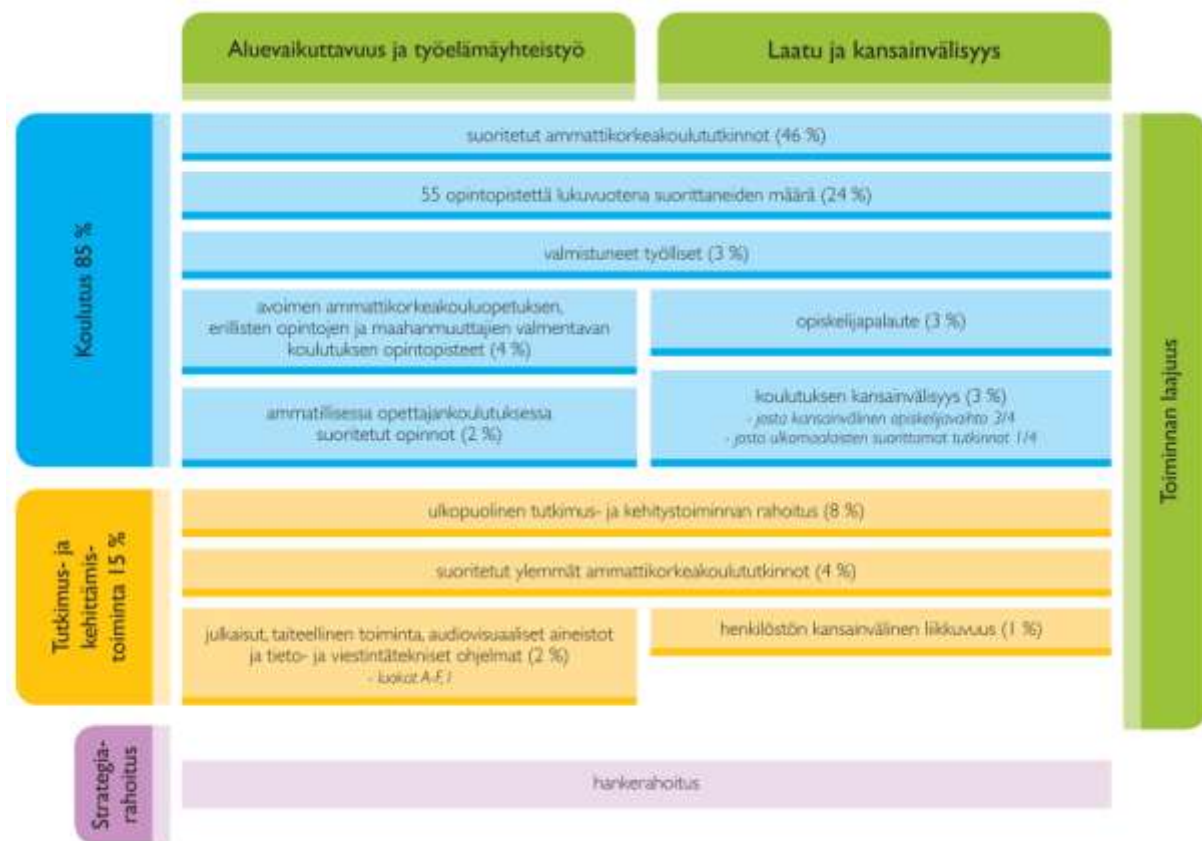 Aluevaikuttavuus ja työelämäyhteistyö
Laatu ja kansainvälisyys
Koulutus 85 %
suoritetut ammattikorkeakoulututkinnot (46 %)
55 opintopistettä lukuvuotena suorittaneiden määrä (24 %)
valmistuneet työlliset (3 %)
avoimen ammattikorkeakouluopetuksen,
erillisten opintojen ja maahanmuuttajien valmentavan
koulutuksen opintopisteet (4 %)
opiskelijapalaute (3 %)
ammatillisessa opettajankoulutuksessa
suoritetut opinnot (2 %)
koulutuksen kansainvälisyys (3 %)
- josta kansainvälinen opiskelijavaihto 3/4
- josta ulkomaalaisten suorittamat tutkinnot 1/4
Toiminnan laajuus
Tutkimus- ja
kehittämis-
toiminta 15 %
ulkopuolinen tutkimus- ja kehitystoiminnan rahoitus (8 %)
suoritetut ylemmät ammattikorkeakoulututkinnot (4 %)
julkaisut, taiteellinen toiminta, audiovisuaaliset aineistot
ja tieto- ja viestintätekniset ohjelmat (2 %)
- luokat A-F, I
henkilöstön kansainvälinen liikkuvuus (1 %)
Strategia-
rahoitus
hankerahoitus